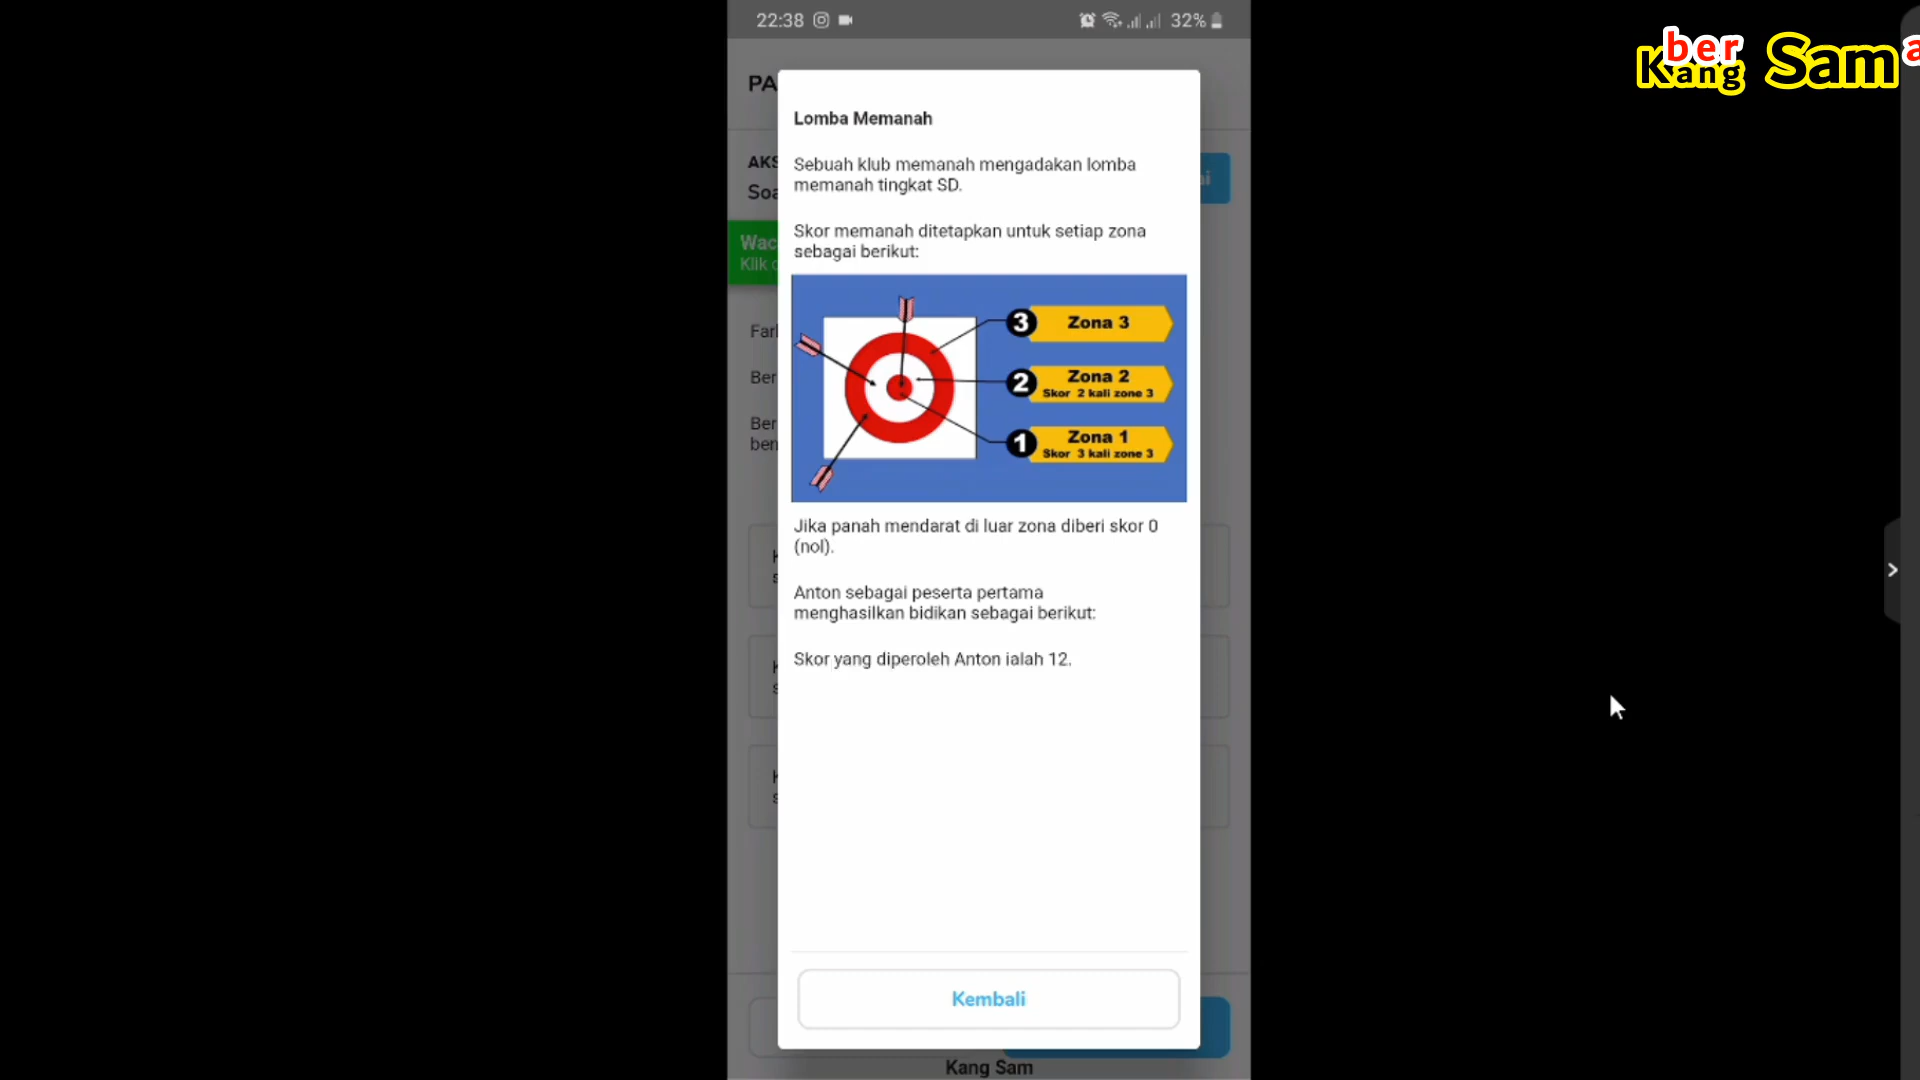 22:38
32%
ber
Kang Sam
PA
Lomba Memanah
AKS
Soa
Sebuah klub memanah mengadakan lomba
memanah tingkat SD.
Skor memanah ditetapkan untuk setiap zona
sebagai berikut:
Wac
Klik
3 Zona 3
2 Zona 2
Skor 2 kali zone 3
1 Zona 1
Skor 3 kali zone 3
Farl
Ber
Ber
ben
Jika panah mendarat di luar zona diberi skor 0
(nol).
Anton sebagai peserta pertama
menghasilkan bidikan sebagai berikut:
Skor yang diperoleh Anton ialah 12.
Kembali
Kang Sam